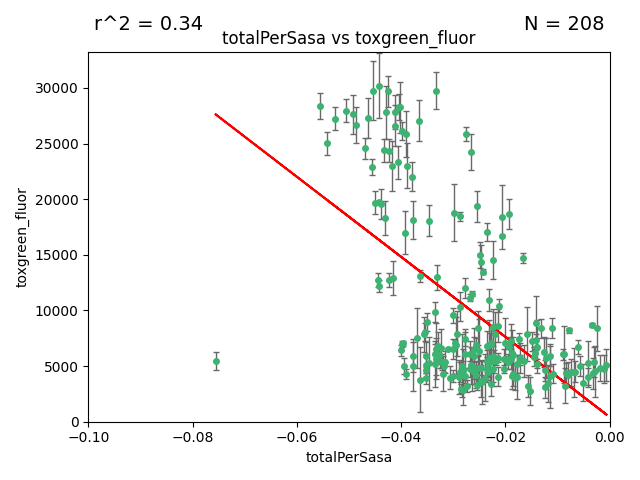 r^2 = 0.34
N = 208
totalPerSasa vs toxgreen_fluor
toxgreen_fluor
30000
25000
20000
15000
10000
5000
0
−0.10
−0.08
−0.06
−0.04
−0.02
0.00
totalPerSasa